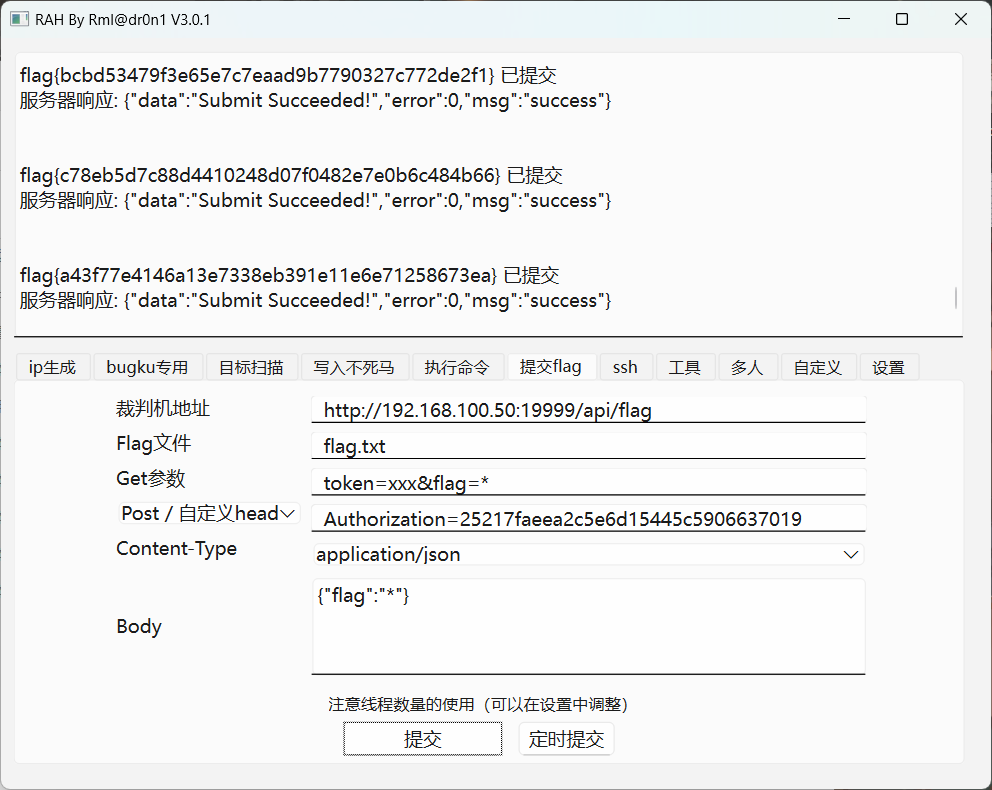 RAH By Rml@dr0n1 V3.0.1
flag{bcbd53479f3e65e7c7eaad9b7790327c772de2f1} 已提交
服务器响应: {"data":"Submit Succeeded!","error":0,"msg":"success"}
flag{c78eb5d7c88d4410248d07f0482e7e0b6c484b66} 已提交
服务器响应: {"data":"Submit Succeeded!","error":0,"msg":"success"}
flag{a43f77e4146a13e7338eb391e11e6e71258673ea} 已提交
服务器响应: {"data":"Submit Succeeded!","error":0,"msg":"success"}
ip生成 bugku专用 目标扫描 写入不死马 执行命令 提交flag ssh 工具 多人 自定义 设置
裁判机地址 http://192.168.100.50:19999/api/flag
Flag文件 flag.txt
Get参数 token=xxx&flag=*
Post / 自定义head Authorization=25217faeea2c5e6d15445c5906637019
Content-Type application/json
{"flag":"*"}
Body
注意线程数量的使用（可以在设置中调整）
提交 定时提交